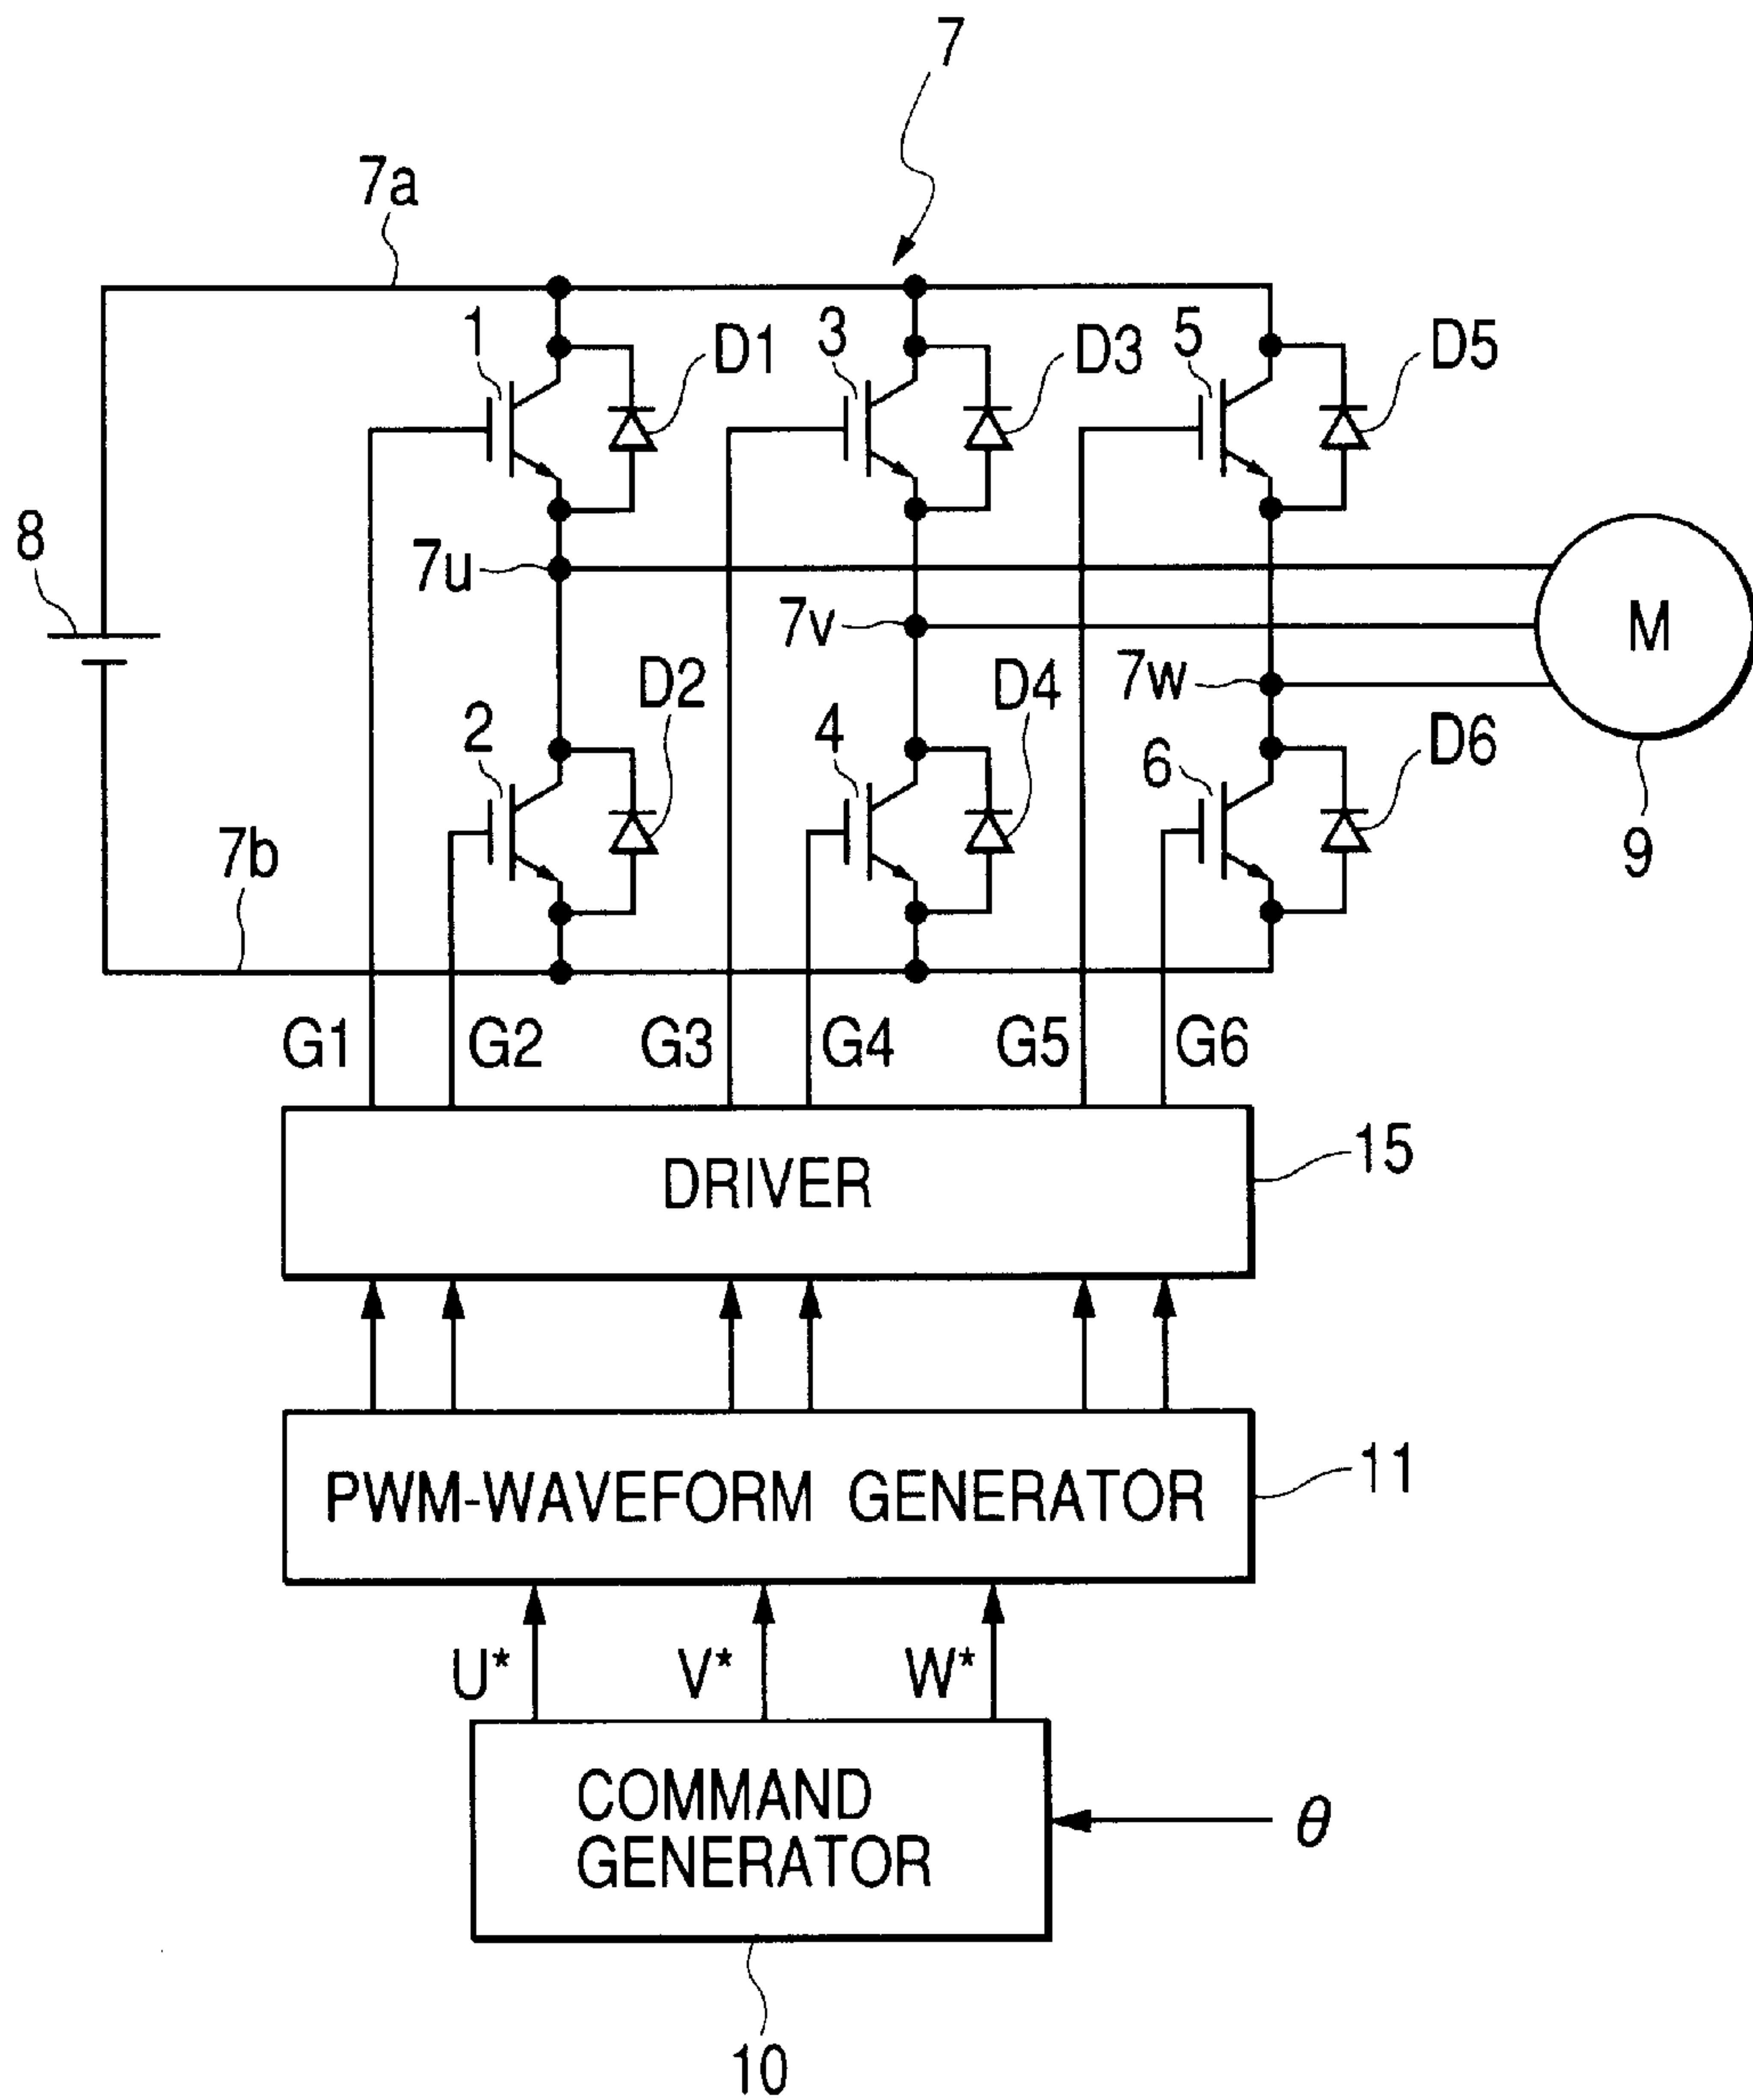 7
7a
1
D1
3
D3
5
D5
8
7u
7v
M
7w
D2
D4
2
4
6
D6
7b
9
G1
G2
G3
G4
G5
G6
DRIVER
15
PWM-WAVEFORM GENERATOR
11
U*
V*
W*
COMMAND
GENERATOR
θ
10